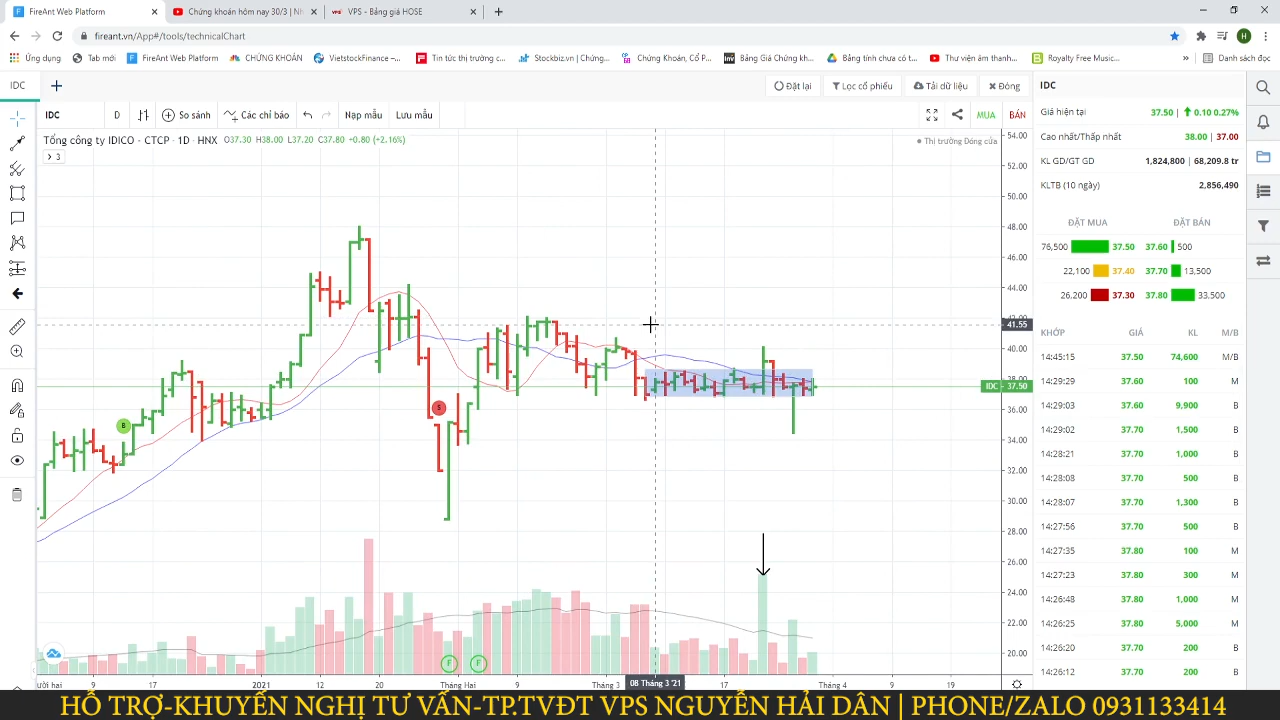 FireAnt Web Platform
Chứng khoán hôm nay 30/3 | Nh
VPS - Bảng giá HOSE
fireant.vn/App#/tools/technicalChart
Ứng dụng
Tab mới
FireAnt Web Platform
CHỨNG KHOÁN
VietstockFinance –...
Tin tức thị trường c...
Stockbiz.vn | Chứng...
Chứng Khoán, Cổ P...
Bảng Giá Chứng kh...
Bảng tính chưa có t...
Thư viện âm thanh...
Royalty Free Music...
»
Danh sách đọc
IDC
Đặt lại
Lọc cổ phiếu
Tải dữ liệu
Đóng
IDC
IDC
D
So sánh
Các chỉ báo
Nạp mẫu
Lưu mẫu
MUA
BÁN
Tổng công ty IDICO - CTCP · 1D · HNX O37.30 H38.00 L37.20 C37.80 +0.80 (+2.16%)
Thị trường Đóng cửa
3
54.00
52.00
50.00
48.00
46.00
44.00
42.00
41.55
40.00
38.00
IDC 37.50
36.00
34.00
32.00
30.00
28.00
26.00
24.00
22.00
20.00
B
S
F
F
ười hai
9
17
2021
12
20
Tháng Hai
9
Tháng 3
08 Tháng 3 '21
17
Tháng 4
9
19
Giá hiện tại 37.50 | 0.10 0.27%
Cao nhất/Thấp nhất 38.00 | 37.00
KL GD/GT GD 1,824,800 | 68,209.8 tr
KLTB (10 ngày) 2,856,490
ĐẶT MUA ĐẶT BÁN
76,500 37.50 37.60 500
22,100 37.40 37.70 13,500
26,200 37.30 37.80 33,500
KHỚP GIÁ KL M/B
14:45:15 37.50 74,600 M/B
14:29:29 37.60 100 M
14:29:03 37.60 9,900 B
14:29:02 37.70 1,500 B
14:28:21 37.70 1,000 B
14:28:08 37.70 500 B
14:28:07 37.70 1,300 B
14:27:56 37.70 500 B
14:27:35 37.80 100 M
14:27:23 37.80 300 M
14:26:48 37.80 1,000 M
14:26:25 37.80 5,000 M
14:26:20 37.70 200 B
14:26:12 37.70 200 B
HỖ TRỢ-KHUYẾN NGHỊ TƯ VẤN-TP.TVĐT VPS NGUYỄN HẢI DÂN | PHONE/ZALO 0931133414